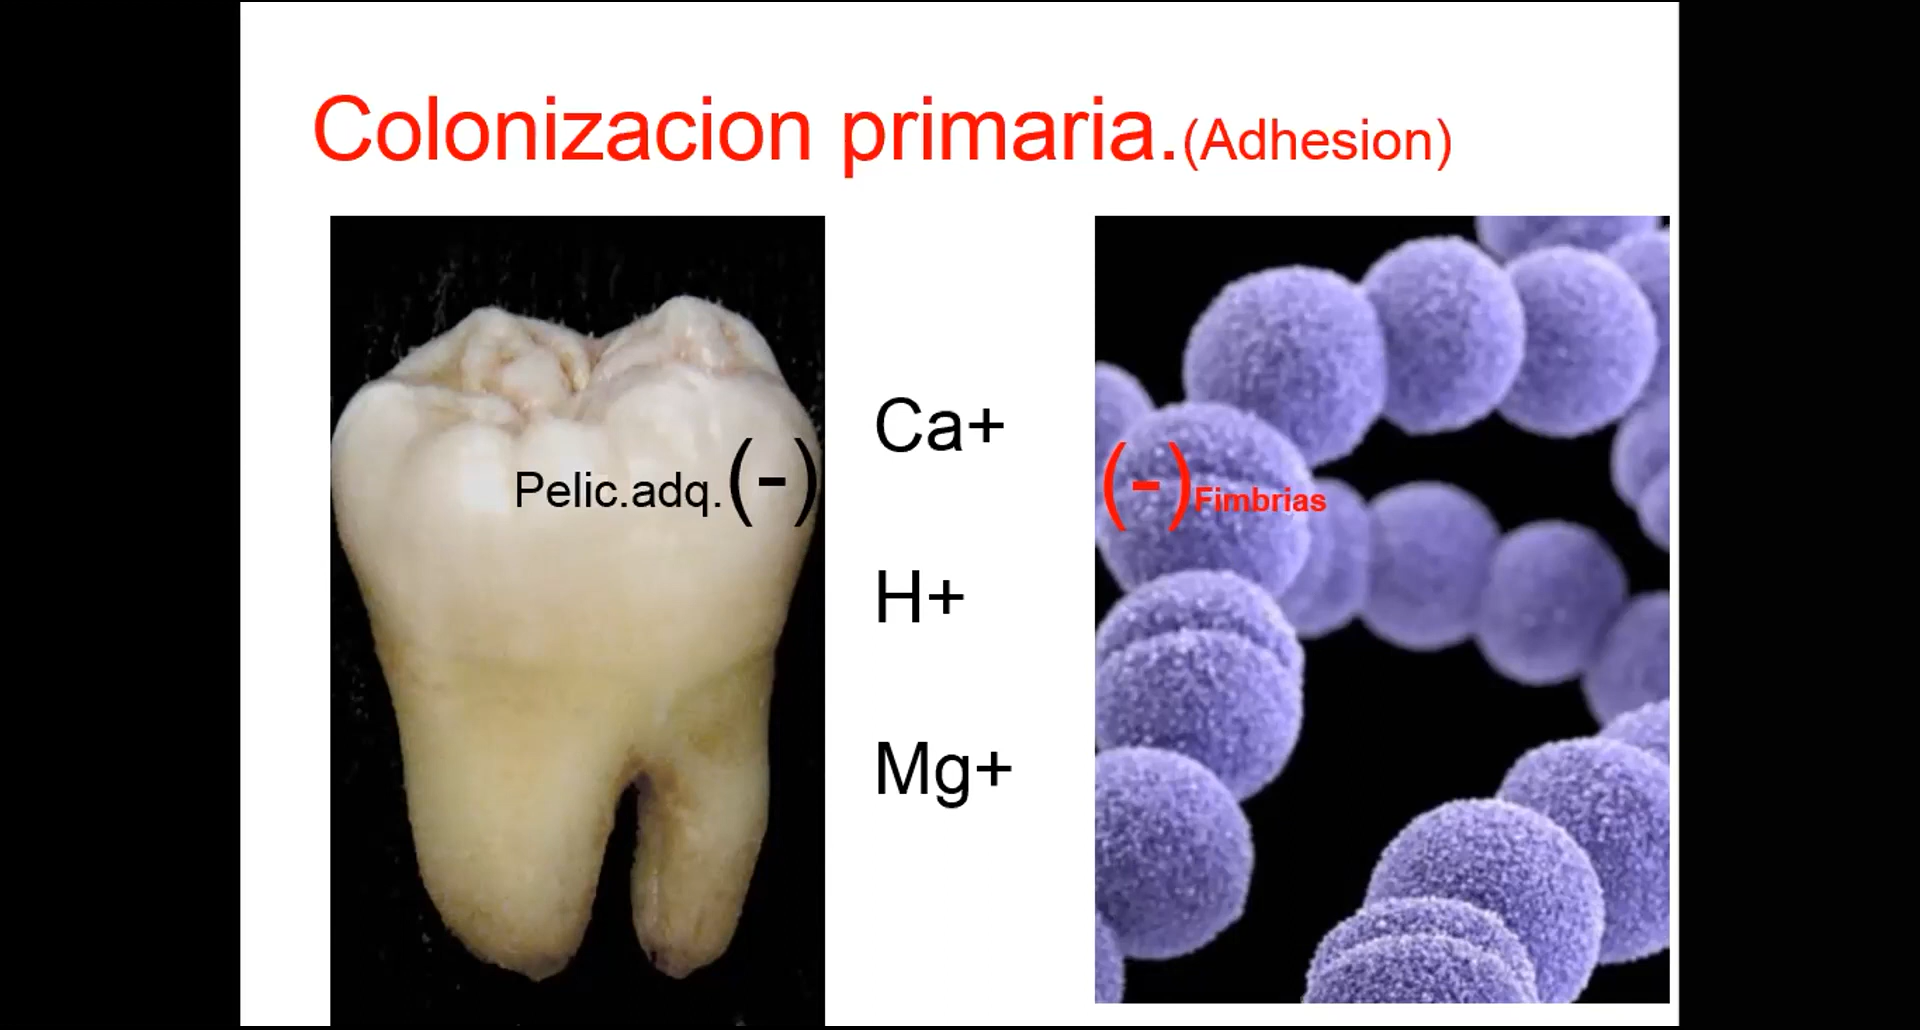 Colonizacion primaria.(Adhesion)
Pelic.adq.(-)
Ca+
H+
Mg+
(-)Fimbrias